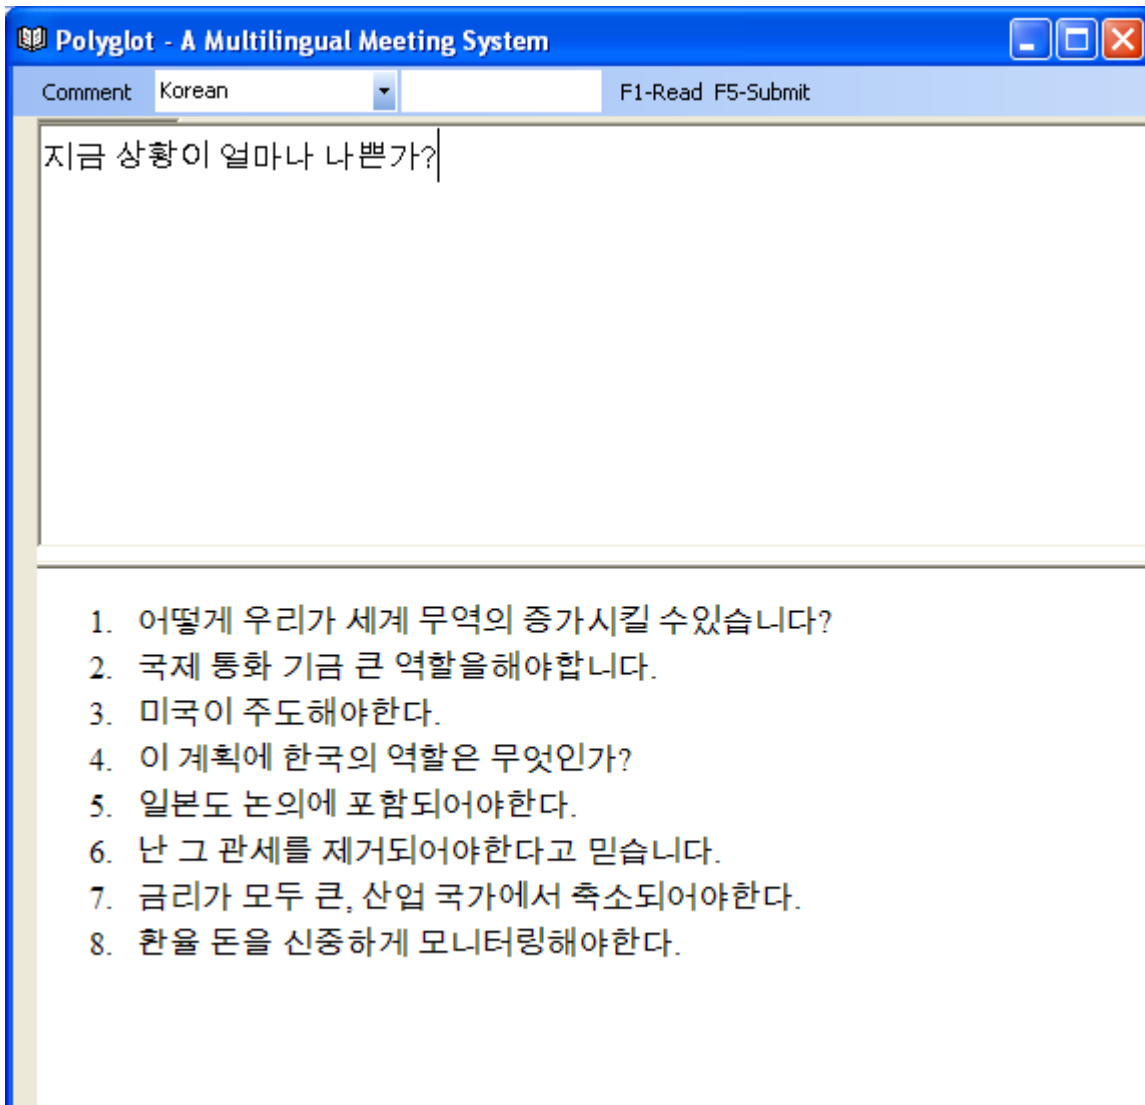 Polyglot - A Multilingual Meeting System
Comment Korean F1-Read F5-Submit
지금 상황이 얼마나 나쁜가?
1. 어떻게 우리가 세계 무역의 증가시킬 수있습니다?
2. 국제 통화 기금 큰 역할을해야합니다.
3. 미국이 주도해야한다.
4. 이 계획에 한국의 역할은 무엇인가?
5. 일본도 논의에 포함되어야한다.
6. 난 그 관세를 제거되어야한다고 믿습니다.
7. 금리가 모두 큰, 산업 국가에서 축소되어야한다.
8. 환율 돈을 신중하게 모니터링해야한다.